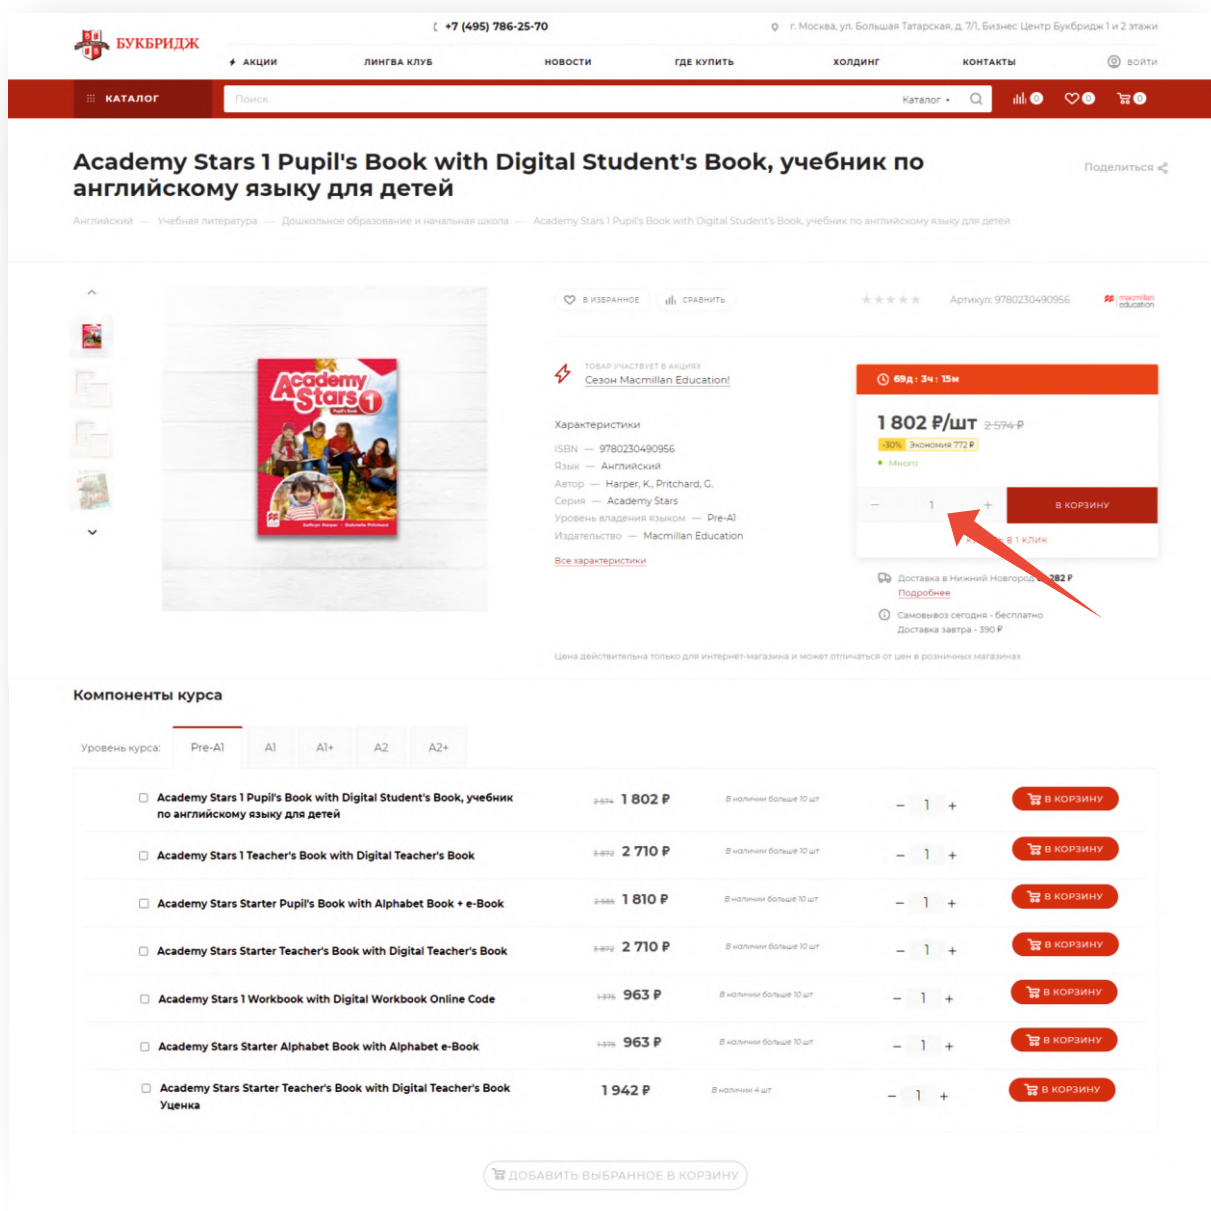 БУКБРИДЖ
+7 (495) 786-25-70
г. Москва, ул. Большая Татарская, д. 7/1, Бизнес Центр Букбридж 1 и 2 этажи
АКЦИИ
ЛИНГВА КЛУБ
НОВОСТИ
ГДЕ КУПИТЬ
ХОЛДИНГ
КОНТАКТЫ
ВОЙТИ
КАТАЛОГ
Поиск
Каталог
0
0
0
Academy Stars 1 Pupil's Book with Digital Student's Book, учебник по
английскому языку для детей
Поделиться
Английский — Учебная литература — Дошкольное образование и начальная школа — Academy Stars 1 Pupil's Book with Digital Student's Book, учебник по английскому языку для детей
Academy
Stars 1
Pupil's Book
Kathryn Harper • Gabrielle Pritchard
В ИЗБРАННОЕ
СРАВНИТЬ
Артикул: 9780230490956
macmillan
education
ТОВАР УЧАСТВУЕТ В АКЦИЯХ
Сезон Macmillan Education!
Характеристики
ISBN — 9780230490956
Язык — Английский
Автор — Harper, K., Pritchard, G.
Серия — Academy Stars
Уровень владения языком — Pre-A1
Издательство — Macmillan Education
Все характеристики
69д : 3ч : 15м
1 802 ₽/шт 2 574 ₽
-30% Экономия 772 ₽
Много
− 1 +
В КОРЗИНУ
В 1 КЛИК
Доставка в Нижний Новгород 282 ₽
Подробнее
Самовывоз сегодня - бесплатно
Доставка завтра - 390 ₽
Цена действительна только для интернет-магазина и может отличаться от цен в розничных магазинах
Компоненты курса
Уровень курса: Pre-A1 A1 A1+ A2 A2+
Academy Stars 1 Pupil's Book with Digital Student's Book, учебник
по английскому языку для детей
2 574 1 802 ₽
В наличии больше 10 шт
− 1 +
В КОРЗИНУ
Academy Stars 1 Teacher's Book with Digital Teacher's Book
3 872 2 710 ₽
В наличии больше 10 шт
− 1 +
В КОРЗИНУ
Academy Stars Starter Pupil's Book with Alphabet Book + e-Book
2 585 1 810 ₽
В наличии больше 10 шт
− 1 +
В КОРЗИНУ
Academy Stars Starter Teacher's Book with Digital Teacher's Book
3 872 2 710 ₽
В наличии больше 10 шт
− 1 +
В КОРЗИНУ
Academy Stars 1 Workbook with Digital Workbook Online Code
1 376 963 ₽
В наличии больше 10 шт
− 1 +
В КОРЗИНУ
Academy Stars Starter Alphabet Book with Alphabet e-Book
1 376 963 ₽
В наличии больше 10 шт
− 1 +
В КОРЗИНУ
Academy Stars Starter Teacher's Book with Digital Teacher's Book
Уценка
1 942 ₽
В наличии 4 шт
− 1 +
В КОРЗИНУ
ДОБАВИТЬ ВЫБРАННОЕ В КОРЗИНУ